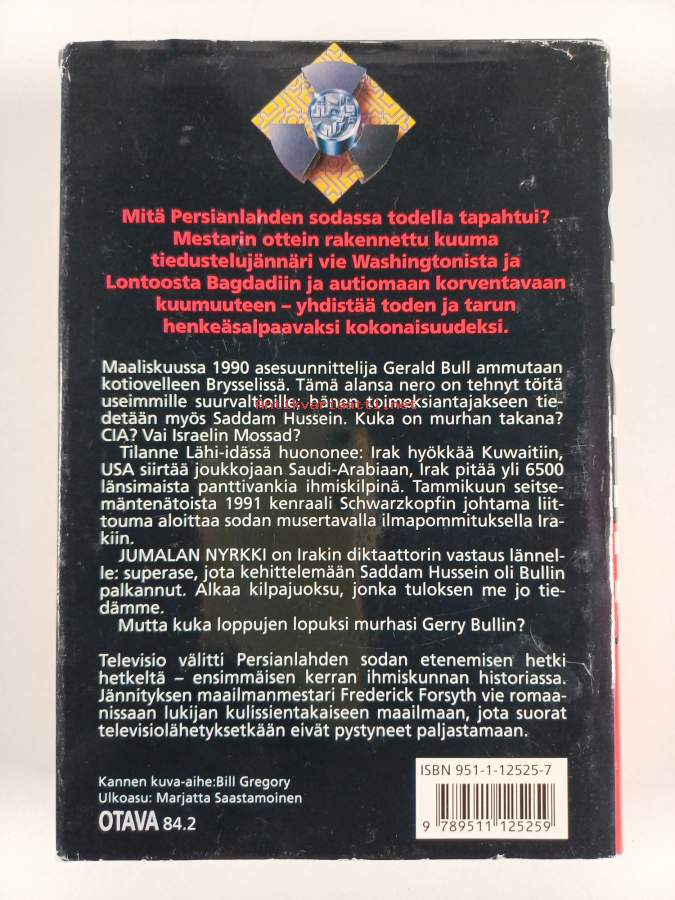 Mitä Persianlahden sodassa todella tapahtui?
Mestarin ottein rakennettu kuuma
tiedustelujännäri vie Washingtonista ja
Lontoosta Bagdadiin ja autiomaan korventavaan
kuumuuteen – yhdistää toden ja tarun
henkeäsalpaavaksi kokonaisuudeksi.
Maaliskuussa 1990 asesuunnittelija Gerald Bull ammutaan
kotiovelleen Brysselissä. Tämä alansa nero on tehnyt töitä
useimmille suurvaltioille, hänen toimeksiantajakseen tie-
Antikvariaatti.net
detään myös Saddam Hussein. Kuka on murhan takana?
CIA? Vai Israelin Mossad?
Tilanne Lähi-idässä huononee: Irak hyökkää Kuwaitiin,
USA siirtää joukkojaan Saudi-Arabiaan, Irak pitää yli 6500
länsimaista panttivankia ihmiskilpinä. Tammikuun seitse-
mäntenätoista 1991 kenraali Schwarzkopfin johtama liit-
touma aloittaa sodan musertavalla ilmapommituksella Ira-
kiin.
JUMALAN NYRKKI on Irakin diktaattorin vastaus lännel-
le: superase, jota kehittelemään Saddam Hussein oli Bullin
palkannut. Alkaa kilpajuoksu, jonka tuloksen me jo tie-
dämme.
Mutta kuka loppujen lopuksi murhasi Gerry Bullin?
Televisio välitti Persianlahden sodan etenemisen hetki
hetkeltä – ensimmäisen kerran ihmiskunnan historiassa.
Jännityksen maailmanmestari Frederick Forsyth vie romaa-
nissaan lukijan kulissientakaiseen maailmaan, jota suorat
televisiolähetyksetkään eivät pystyneet paljastamaan.
Kannen kuva-aihe:Bill Gregory
Ulkoasu: Marjatta Saastamoinen
OTAVA 84.2
ISBN 951-1-12525-7
9 789511 125259